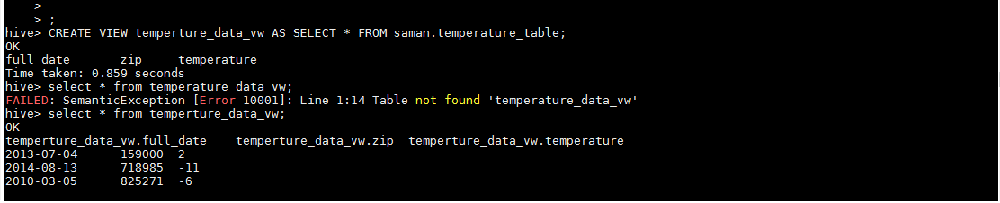 >
> ;
hive> CREATE VIEW temperture_data_vw AS SELECT * FROM saman.temperature_table;
OK
full_date zip temperature
Time taken: 0.859 seconds
hive> select * from temperature_data_vw;
FAILED: SemanticException [Error 10001]: Line 1:14 Table not found 'temperature_data_vw'
hive> select * from temperture_data_vw;
OK
temperture_data_vw.full_date temperture_data_vw.zip temperture_data_vw.temperature
2013-07-04 159000 2
2014-08-13 718985 -11
2010-03-05 825271 -6